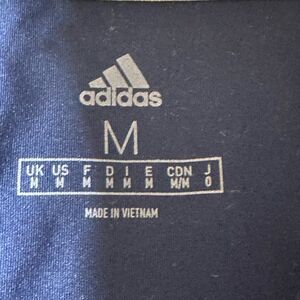 adidas
M
UK US F D I E CDN J
M M M M M M M/M O
MADE IN VIETNAM